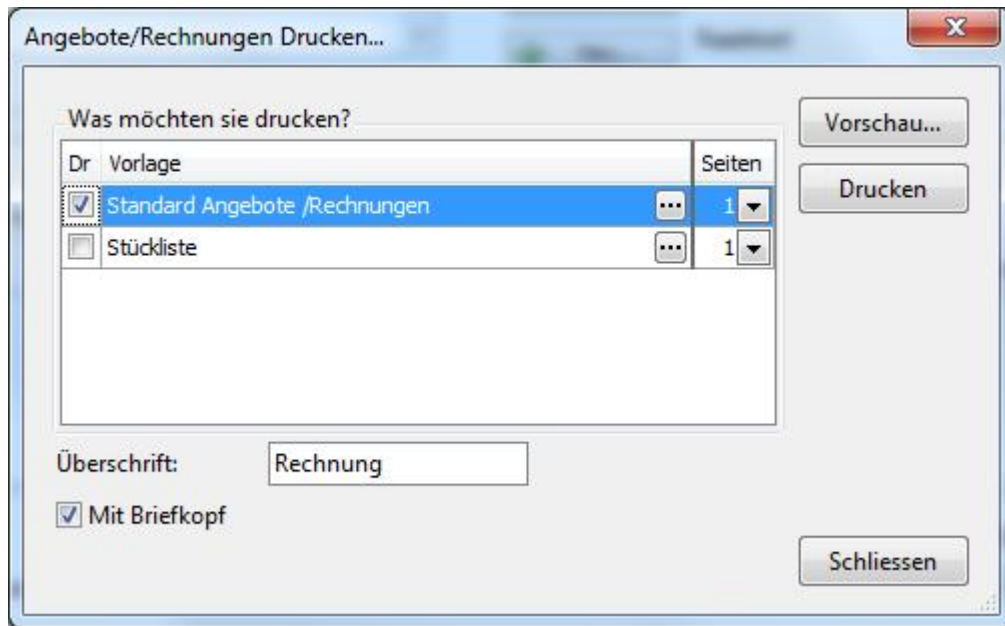 Angebote/Rechnungen Drucken...
Was möchten sie drucken?
Vorschau...
Dr Vorlage Seiten
Standard Angebote /Rechnungen ... 1
Drucken
Stückliste ... 1
Überschrift: Rechnung
Mit Briefkopf
Schliessen